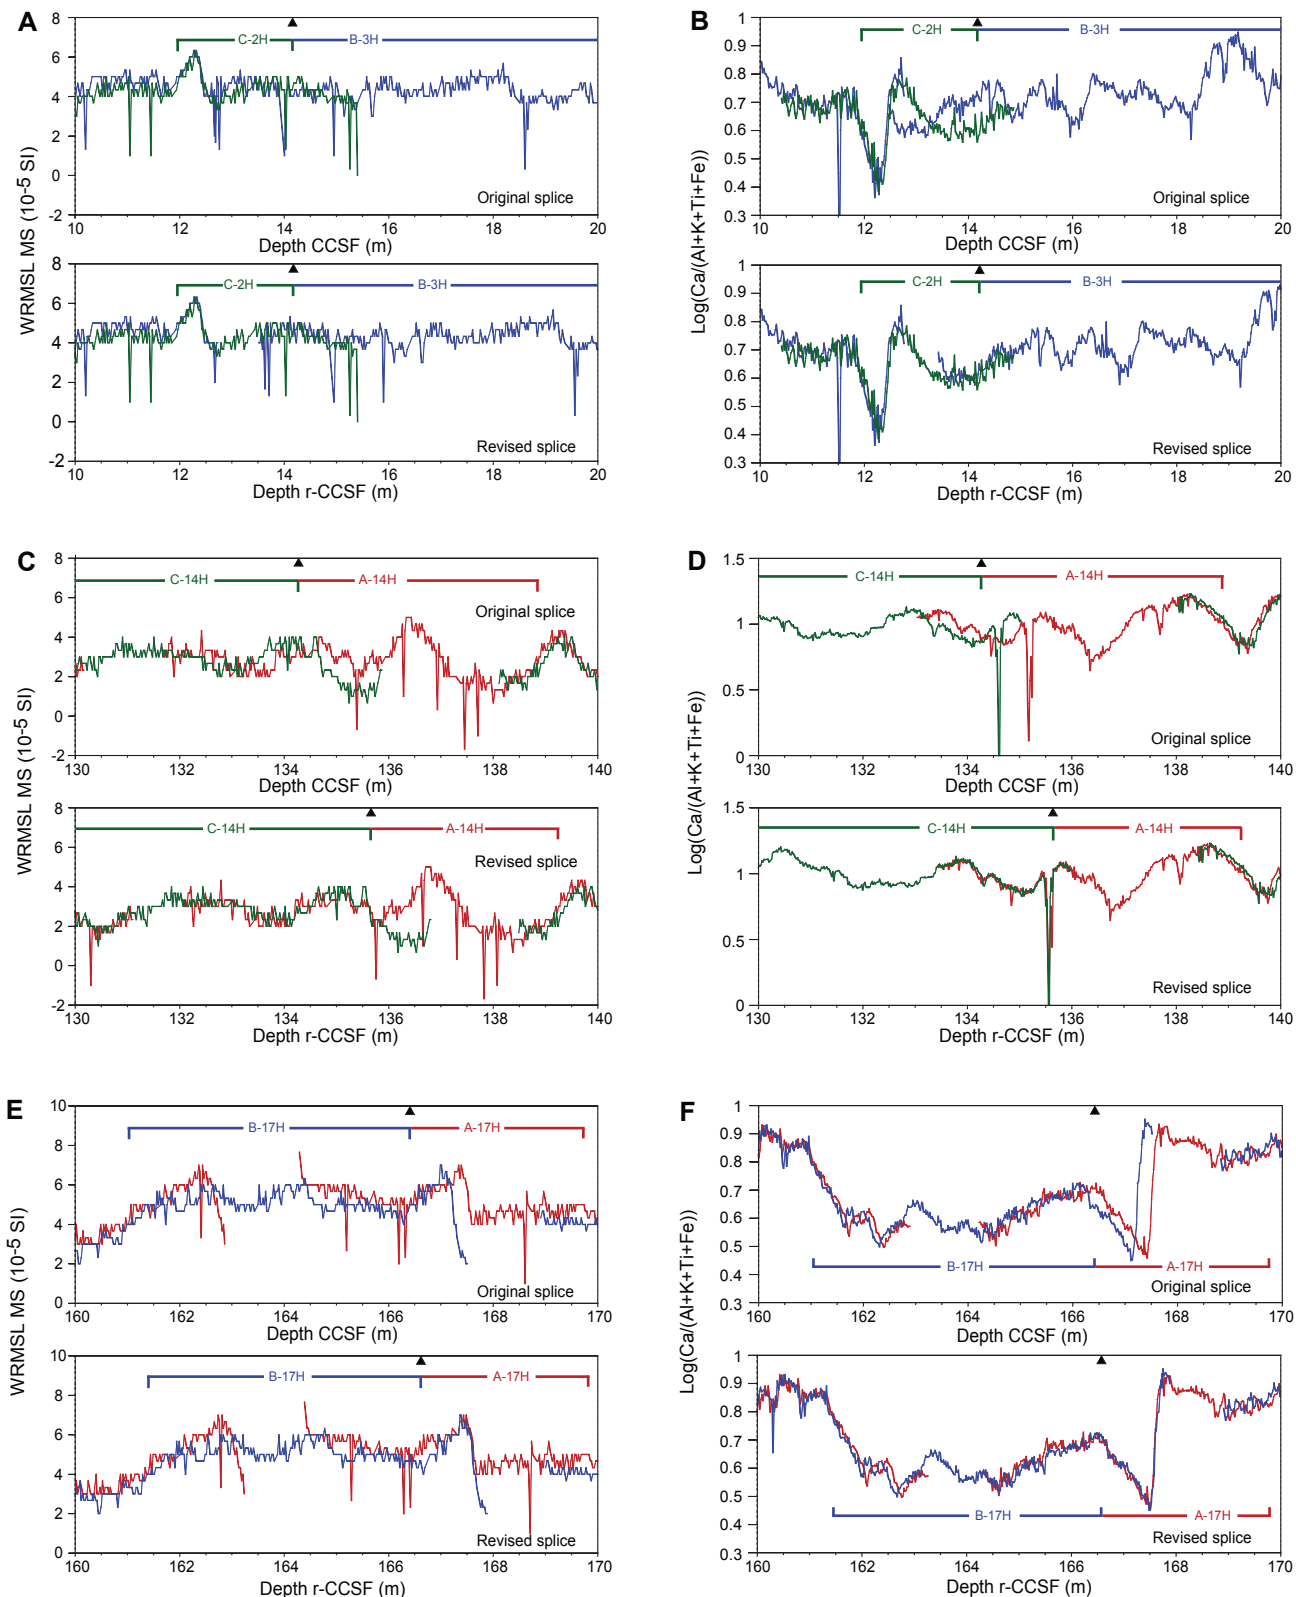 A
WRMSL MS (10-5 SI)
8
6
4
2
0
-2
C-2H
B-3H
Original splice
10 12 14 16 18 20
Depth CCSF (m)
8
6
4
2
0
-2
C-2H
B-3H
Revised splice
10 12 14 16 18 20
Depth r-CCSF (m)
B
Log(Ca/(Al+K+Ti+Fe))
1
0.9
0.8
0.7
0.6
0.5
0.4
0.3
C-2H
B-3H
Original splice
10 12 14 16 18 20
Depth CCSF (m)
1
0.9
0.8
0.7
0.6
0.5
0.4
0.3
C-2H
B-3H
Revised splice
10 12 14 16 18 20
Depth r-CCSF (m)
C
WRMSL MS (10-5 SI)
8
6
4
2
0
-2
C-14H
A-14H
Original splice
130 132 134 136 138 140
Depth CCSF (m)
8
6
4
2
0
-2
C-14H
A-14H
Revised splice
130 132 134 136 138 140
Depth r-CCSF (m)
D
Log(Ca/(Al+K+Ti+Fe))
1.5
1
0.5
0
C-14H
A-14H
Original splice
130 132 134 136 138 140
Depth CCSF (m)
1.5
1
0.5
0
C-14H
A-14H
Revised splice
130 132 134 136 138 140
Depth r-CCSF (m)
E
WRMSL MS (10-5 SI)
10
8
6
4
2
0
B-17H
A-17H
Original splice
160 162 164 166 168 170
Depth CCSF (m)
10
8
6
4
2
0
B-17H
A-17H
Revised splice
160 162 164 166 168 170
Depth r-CCSF (m)
F
Log(Ca/(Al+K+Ti+Fe))
1
0.9
0.8
0.7
0.6
0.5
0.4
0.3
B-17H
A-17H
Original splice
160 162 164 166 168 170
Depth CCSF (m)
1
0.9
0.8
0.7
0.6
0.5
0.4
0.3
B-17H
A-17H
Revised splice
160 162 164 166 168 170
Depth r-CCSF (m)